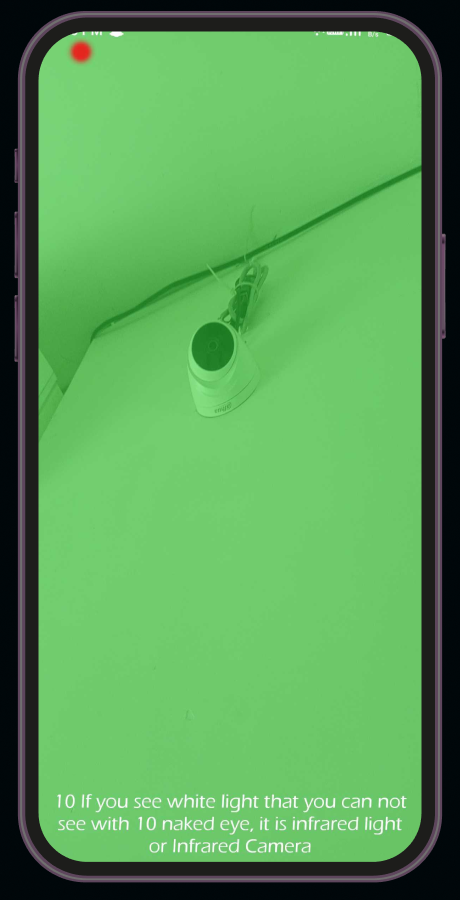 10 If you see white light that you can not
see with 10 naked eye, it is infrared light
or Infrared Camera